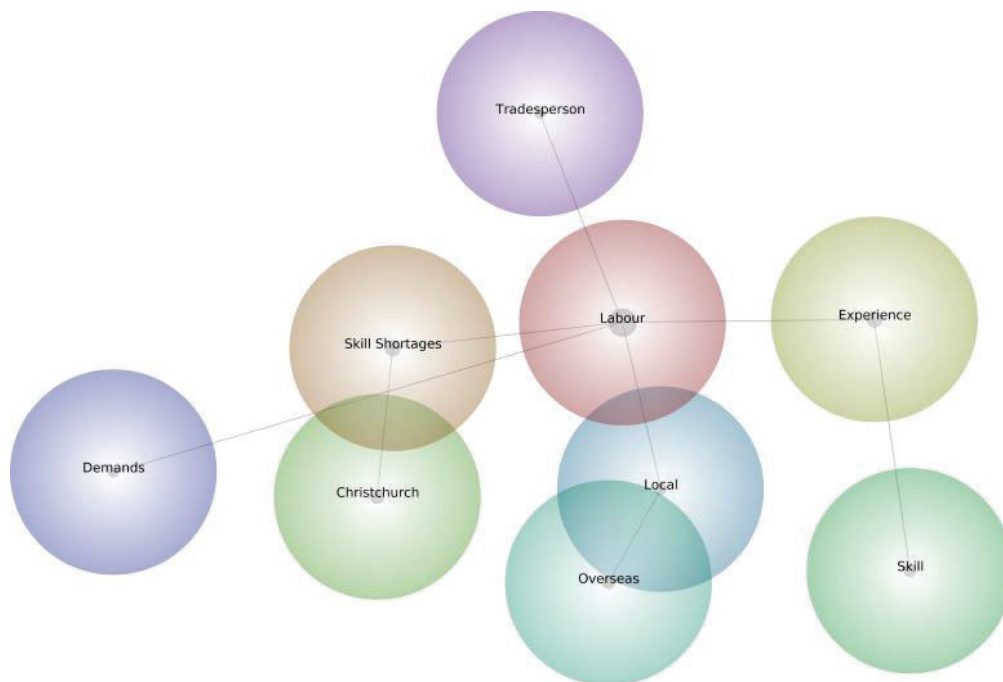 Tradesperson
Labour
Experience
Skill Shortages
Demands
Christchurch
Local
Overseas
Skill